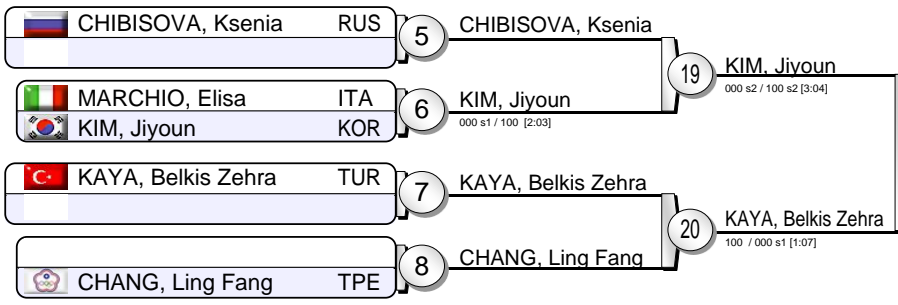 CHIBISOVA, Ksenia RUS
5
CHIBISOVA, Ksenia
19
KIM, Jiyoun
000 s2 / 100 s2 [3:04]
MARCHIO, Elisa ITA
KIM, Jiyoun KOR
6
KIM, Jiyoun
000 s1 / 100 [2:03]
KAYA, Belkis Zehra TUR
7
KAYA, Belkis Zehra
20
KAYA, Belkis Zehra
100 / 000 s1 [1:07]
CHANG, Ling Fang TPE
8
CHANG, Ling Fang